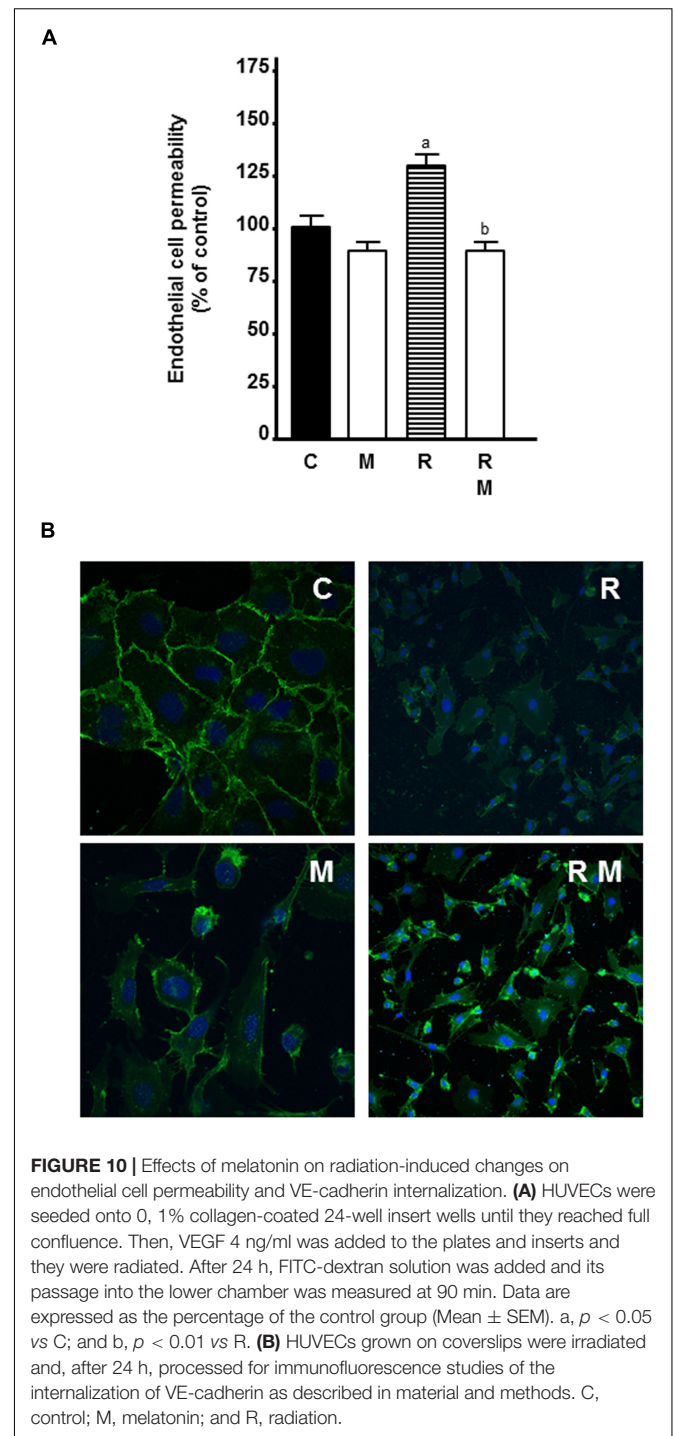 A
Endothelial cell permeability
(% of control)
175
150
125
100
75
50
25
0
a
b
C M R R
M
B
C
R
M
R M
FIGURE 10 | Effects of melatonin on radiation-induced changes on
endothelial cell permeability and VE-cadherin internalization. (A) HUVECs were
seeded onto 0, 1% collagen-coated 24-well insert wells until they reached full
confluence. Then, VEGF 4 ng/ml was added to the plates and inserts and
they were radiated. After 24 h, FITC-dextran solution was added and its
passage into the lower chamber was measured at 90 min. Data are
expressed as the percentage of the control group (Mean ± SEM). a, p < 0.05
vs C; and b, p < 0.01 vs R. (B) HUVECs grown on coverslips were irradiated
and, after 24 h, processed for immunofluorescence studies of the
internalization of VE-cadherin as described in material and methods. C,
control; M, melatonin; and R, radiation.